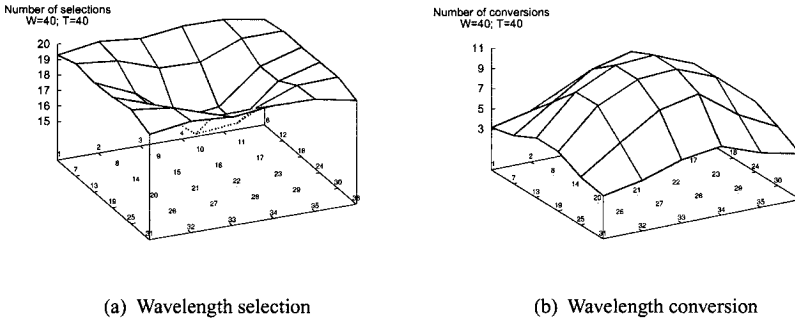 Number of selections
W=40; T=40
20
19
18
17
16
15
1 2 3 4 6
7 8 9 10 11 12
13 14 15 16 17 18
19 20 21 22 23 24
25 26 27 28 29 30
31 32 33 34 35 36
Number of conversions
W=40; T=40
11
9
7
5
3
1
7 8 18
13 14 17 23 24
19 20 21 22 29 30
25 26 27 28
32 33 34 35
(a) Wavelength selection
(b) Wavelength conversion